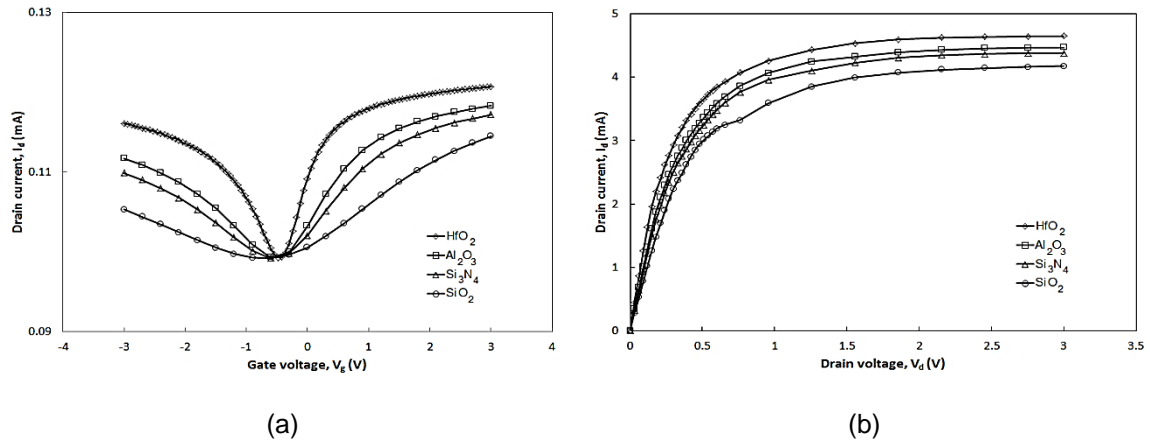 0.13
0.11
0.09
Drain current, I_d (mA)
-4 -3 -2 -1 0 1 2 3 4
Gate voltage, V_g (V)
HfO₂
Al₂O₃
Si₃N₄
SiO₂
(a)
5
4
3
2
1
0
Drain current, I_d (mA)
0 0.5 1 1.5 2 2.5 3 3.5
Drain voltage, V_d (V)
HfO₂
Al₂O₃
Si₃N₄
SiO₂
(b)